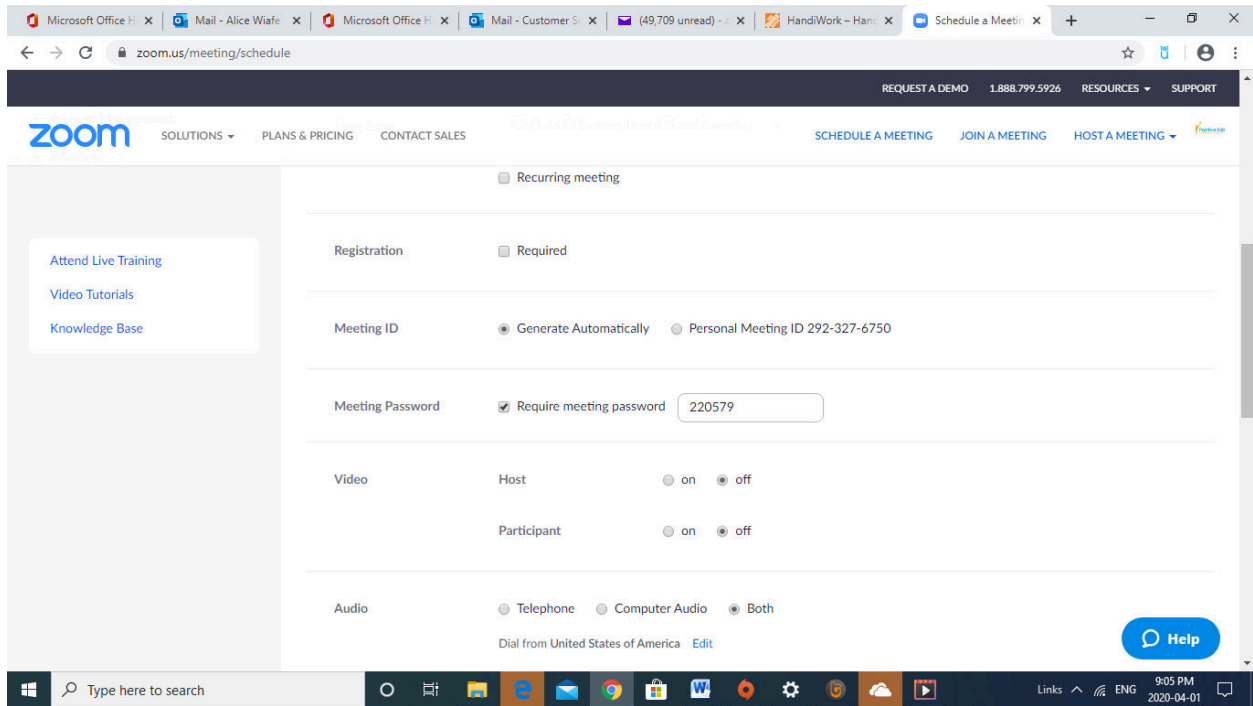 Microsoft Office H
Mail - Alice Wiafe
Microsoft Office H
Mail - Customer S
(49,709 unread) -
HandiWork – Han
Schedule a Meetin
zoom.us/meeting/schedule
REQUEST A DEMO 1.888.799.5926 RESOURCES SUPPORT
zoom SOLUTIONS PLANS & PRICING CONTACT SALES SCHEDULE A MEETING JOIN A MEETING HOST A MEETING
Recurring meeting
Attend Live Training
Video Tutorials
Knowledge Base
Registration Required
Meeting ID Generate Automatically Personal Meeting ID 292-327-6750
Meeting Password Require meeting password 220579
Video Host on off
Participant on off
Audio Telephone Computer Audio Both
Dial from United States of America Edit
Help
Type here to search
Links ENG 9:05 PM
2020-04-01